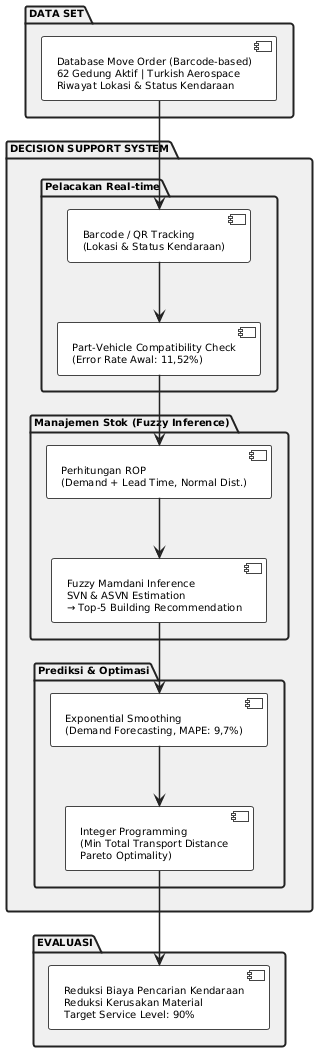 DATA SET
Database Move Order (Barcode-based)
62 Gedung Aktif | Turkish Aerospace
Riwayat Lokasi & Status Kendaraan
DECISION SUPPORT SYSTEM
Pelacakan Real-time
Barcode / QR Tracking
(Lokasi & Status Kendaraan)
Part-Vehicle Compatibility Check
(Error Rate Awal: 11,52%)
Manajemen Stok (Fuzzy Inference)
Perhitungan ROP
(Demand + Lead Time, Normal Dist.)
Fuzzy Mamdani Inference
SVN & ASVN Estimation
→ Top-5 Building Recommendation
Prediksi & Optimasi
Exponential Smoothing
(Demand Forecasting, MAPE: 9,7%)
Integer Programming
(Min Total Transport Distance
Pareto Optimality)
EVALUASI
Reduksi Biaya Pencarian Kendaraan
Reduksi Kerusakan Material
Target Service Level: 90%